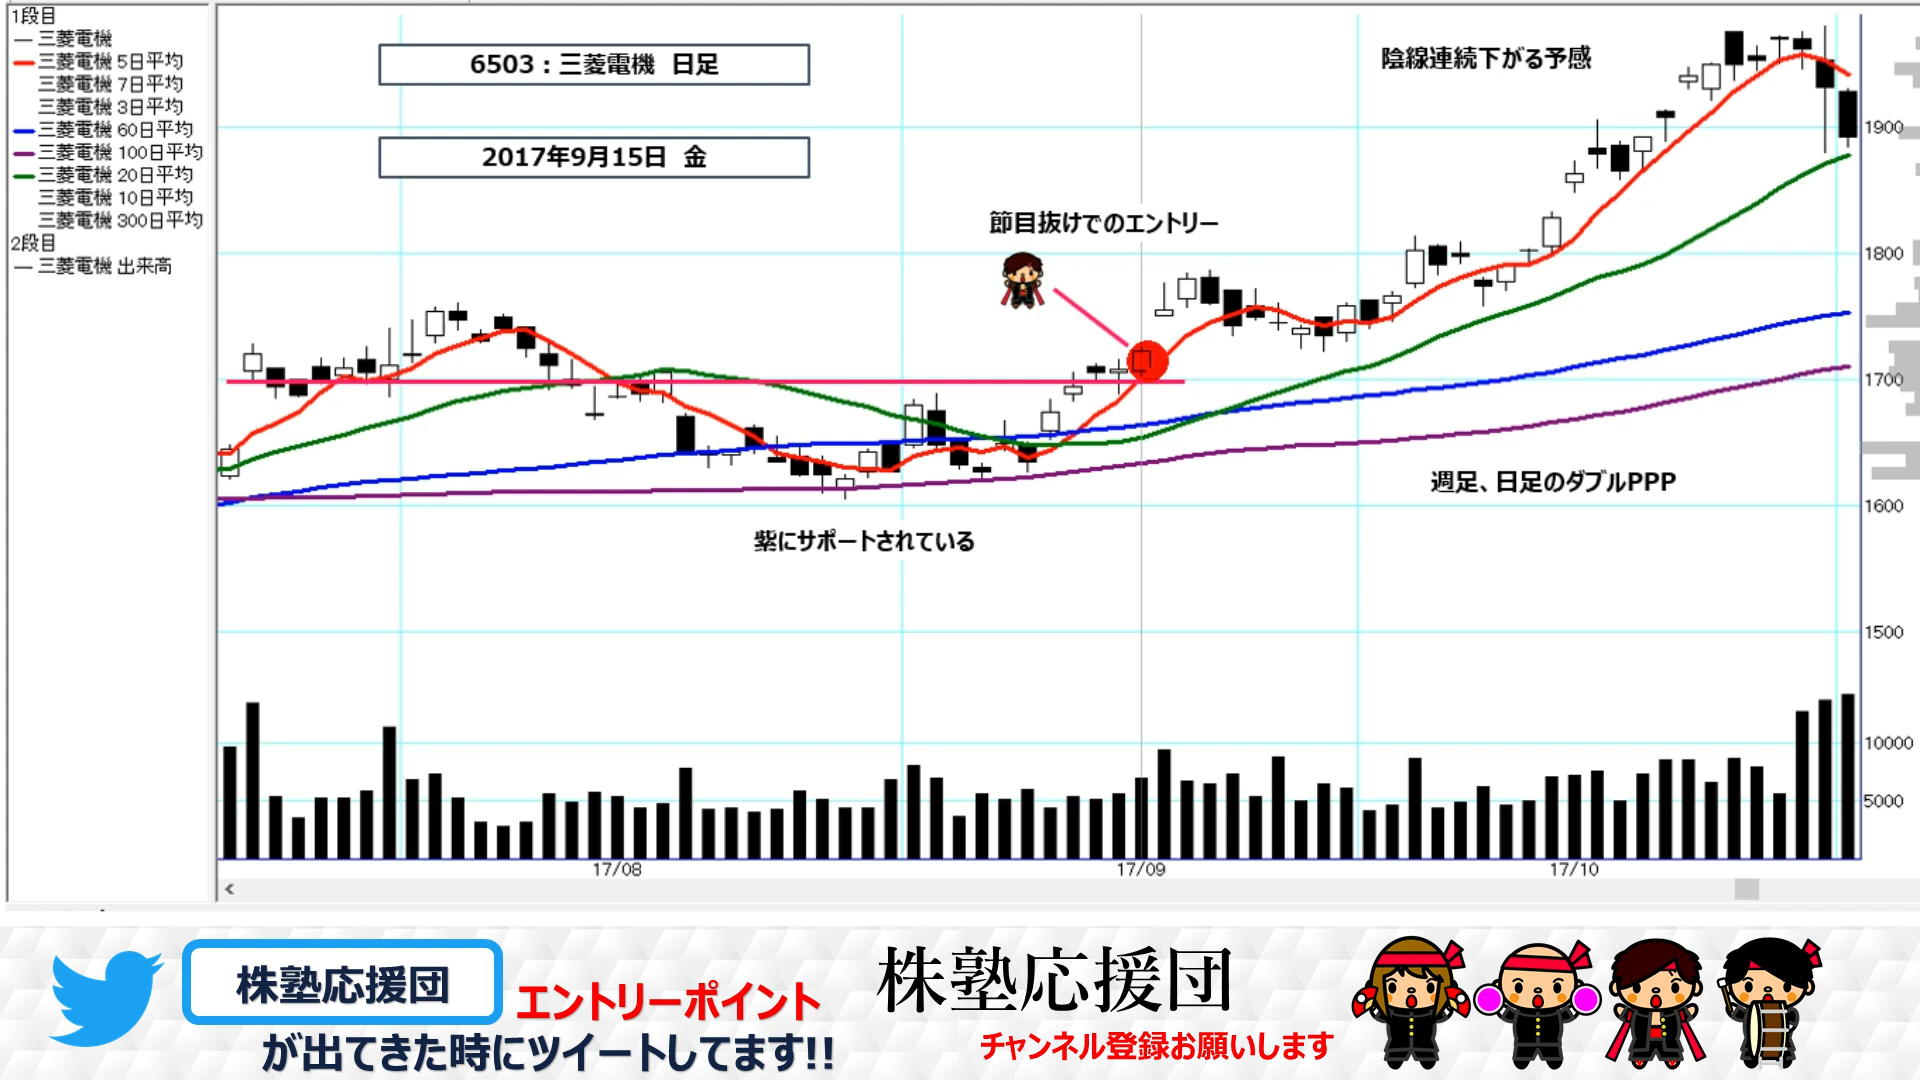 1段目
三菱電機
三菱電機 5日平均
三菱電機 7日平均
三菱電機 3日平均
三菱電機 60日平均
三菱電機 100日平均
三菱電機 20日平均
三菱電機 10日平均
三菱電機 300日平均
2段目
三菱電機 出来高
6503：三菱電機 日足
2017年9月15日 金
陰線連続下がる予感
節目抜けでのエントリー
週足、日足のダブルPPP
紫にサポートされている
1900
1800
1700
1600
1500
10000
5000
17/08
17/09
17/10
株塾応援団
エントリーポイント
が出てきた時にツイートしてます!!
株塾応援団
チャンネル登録お願いします